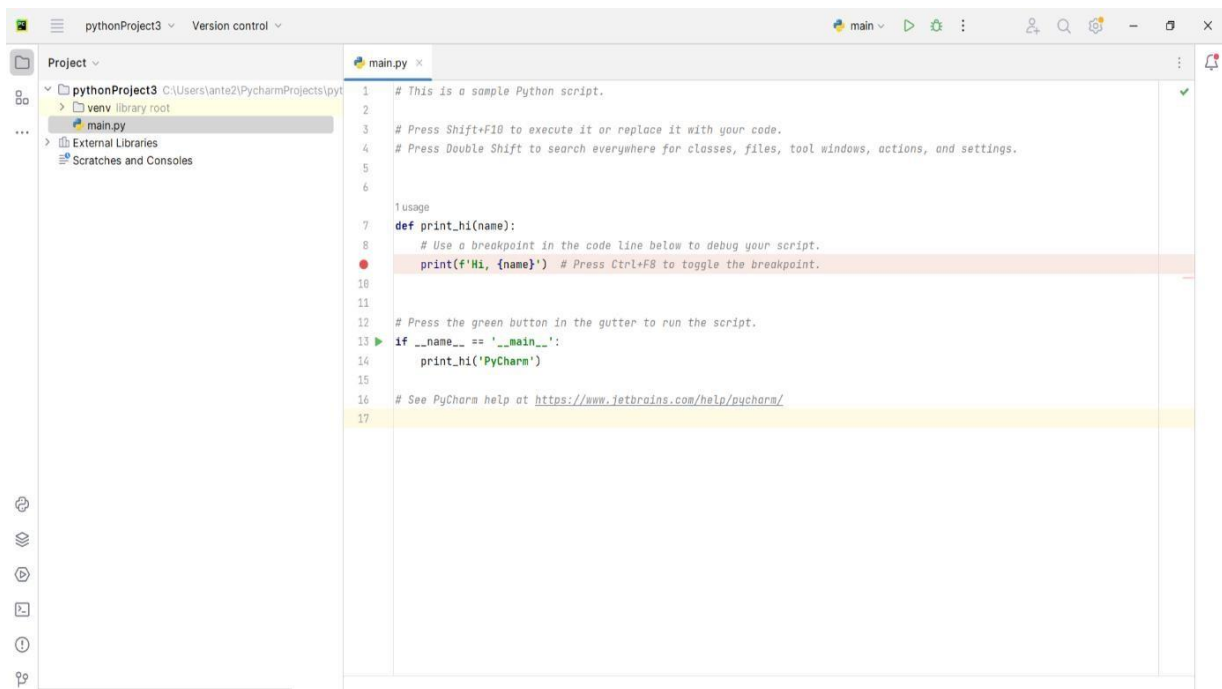 PC
pythonProject3 Version control main
Project
main.py
pythonProject3 C:\Users\ante2\PycharmProjects\pyt
venv library root
main.py
External Libraries
Scratches and Consoles
1 # This is a sample Python script.
2
3 # Press Shift+F10 to execute it or replace it with your code.
4 # Press Double Shift to search everywhere for classes, files, tool windows, actions, and settings.
5
6
1 usage
7 def print_hi(name):
8 # Use a breakpoint in the code line below to debug your script.
print(f'Hi, {name}') # Press Ctrl+F8 to toggle the breakpoint.
10
11
12 # Press the green button in the gutter to run the script.
13 if __name__ == '__main__':
14 print_hi('PyCharm')
15
16 # See PyCharm help at https://www.jetbrains.com/help/pycharm/
17